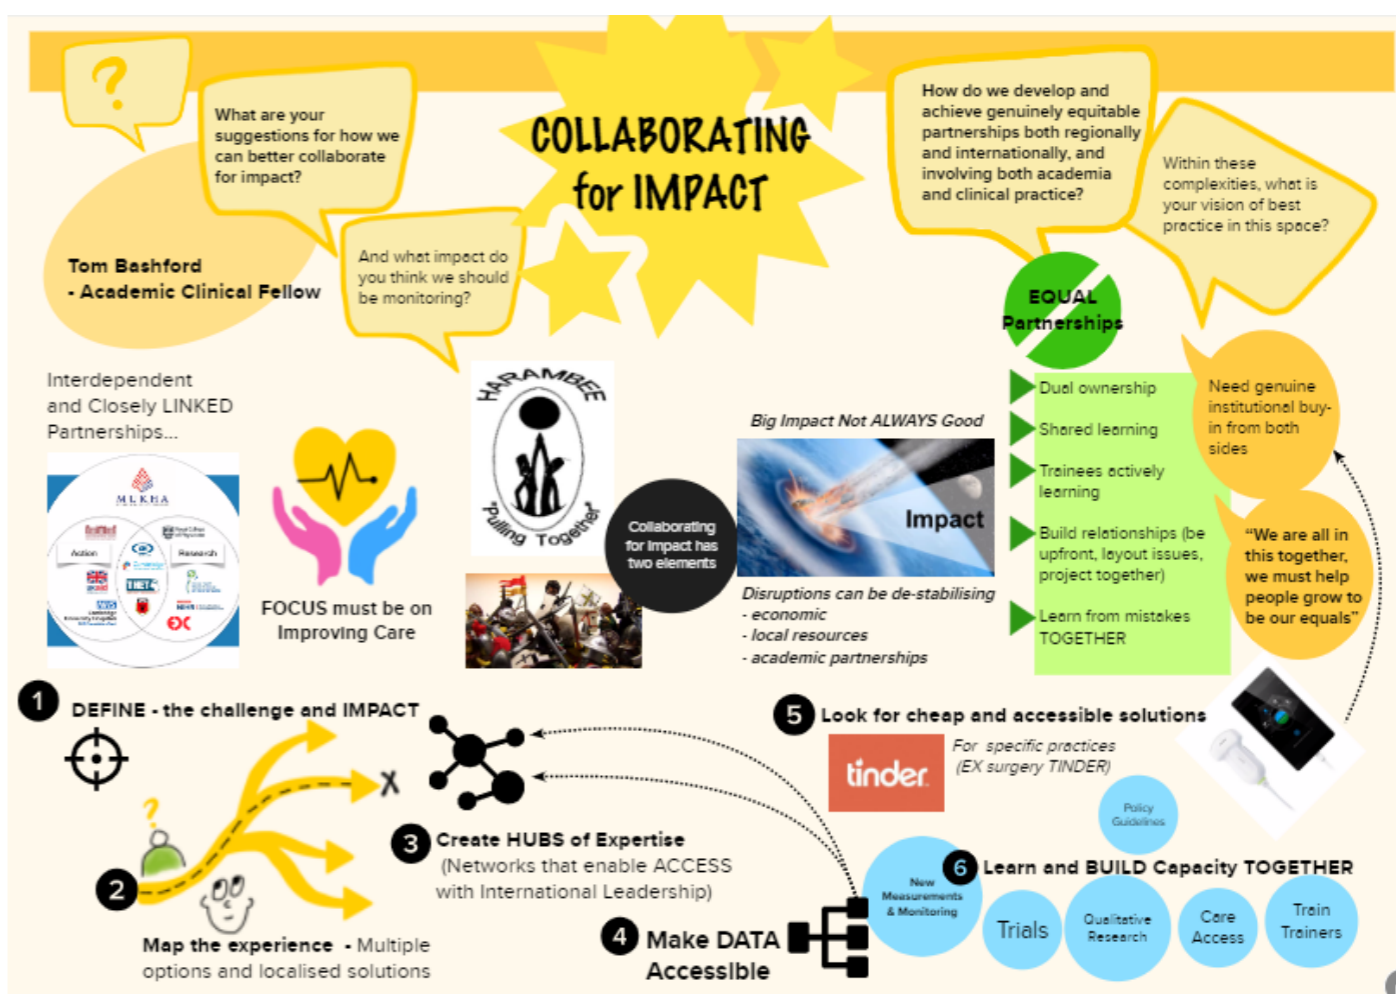 ?
What are your
suggestions for how we
can better collaborate
for impact?
Tom Bashford
- Academic Clinical Fellow
And what impact do
you think we should
be monitoring?
COLLABORATING
for IMPACT
How do we develop and
achieve genuinely equitable
partnerships both regionally
and internationally, and
involving both academia
and clinical practice?
Within these
complexities, what is
your vision of best
practice in this space?
Interdependent
and Closely LINKED
Partnerships...
MLKHA
Action
Research
ukaid
NHS
THET
NIHR
FOCUS must be on
Improving Care
HARAMBEE
"Pulling Together"
Collaborating
for Impact has
two elements
Big Impact Not ALWAYS Good
Impact
Disruptions can be de-stabilising
- economic
- local resources
- academic partnerships
EQUAL
Partnerships
Dual ownership
Shared learning
Trainees actively
learning
Build relationships (be
upfront, layout issues,
project together)
Learn from mistakes
TOGETHER
Need genuine
institutional buy-
in from both
sides
“We are all in
this together,
we must help
people grow to
be our equals”
1
DEFINE - the challenge and IMPACT
?
X
2
Map the experience - Multiple
options and localised solutions
3
Create HUBS of Expertise
(Networks that enable ACCESS
with International Leadership)
4
Make DATA
Accessible
5
Look for cheap and accessible solutions
tinder
For specific practices
(EX surgery TINDER)
Policy
Guidelines
6
Learn and BUILD Capacity TOGETHER
New
Measurements
& Monitoring
Trials
Qualitative
Research
Care
Access
Train
Trainers